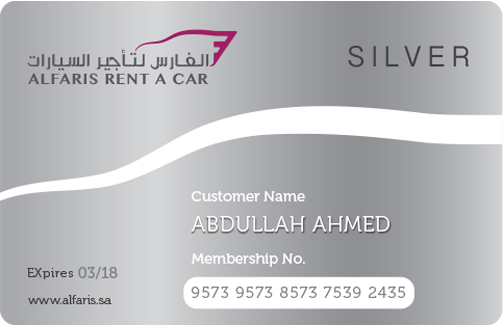 الفارس لتأجير السيارات
ALFARIS RENT A CAR
SILVER
Customer Name
ABDULLAH AHMED
Membership No.
9573 9573 8573 7539 2435
EXpires 03/18
www.alfaris.sa